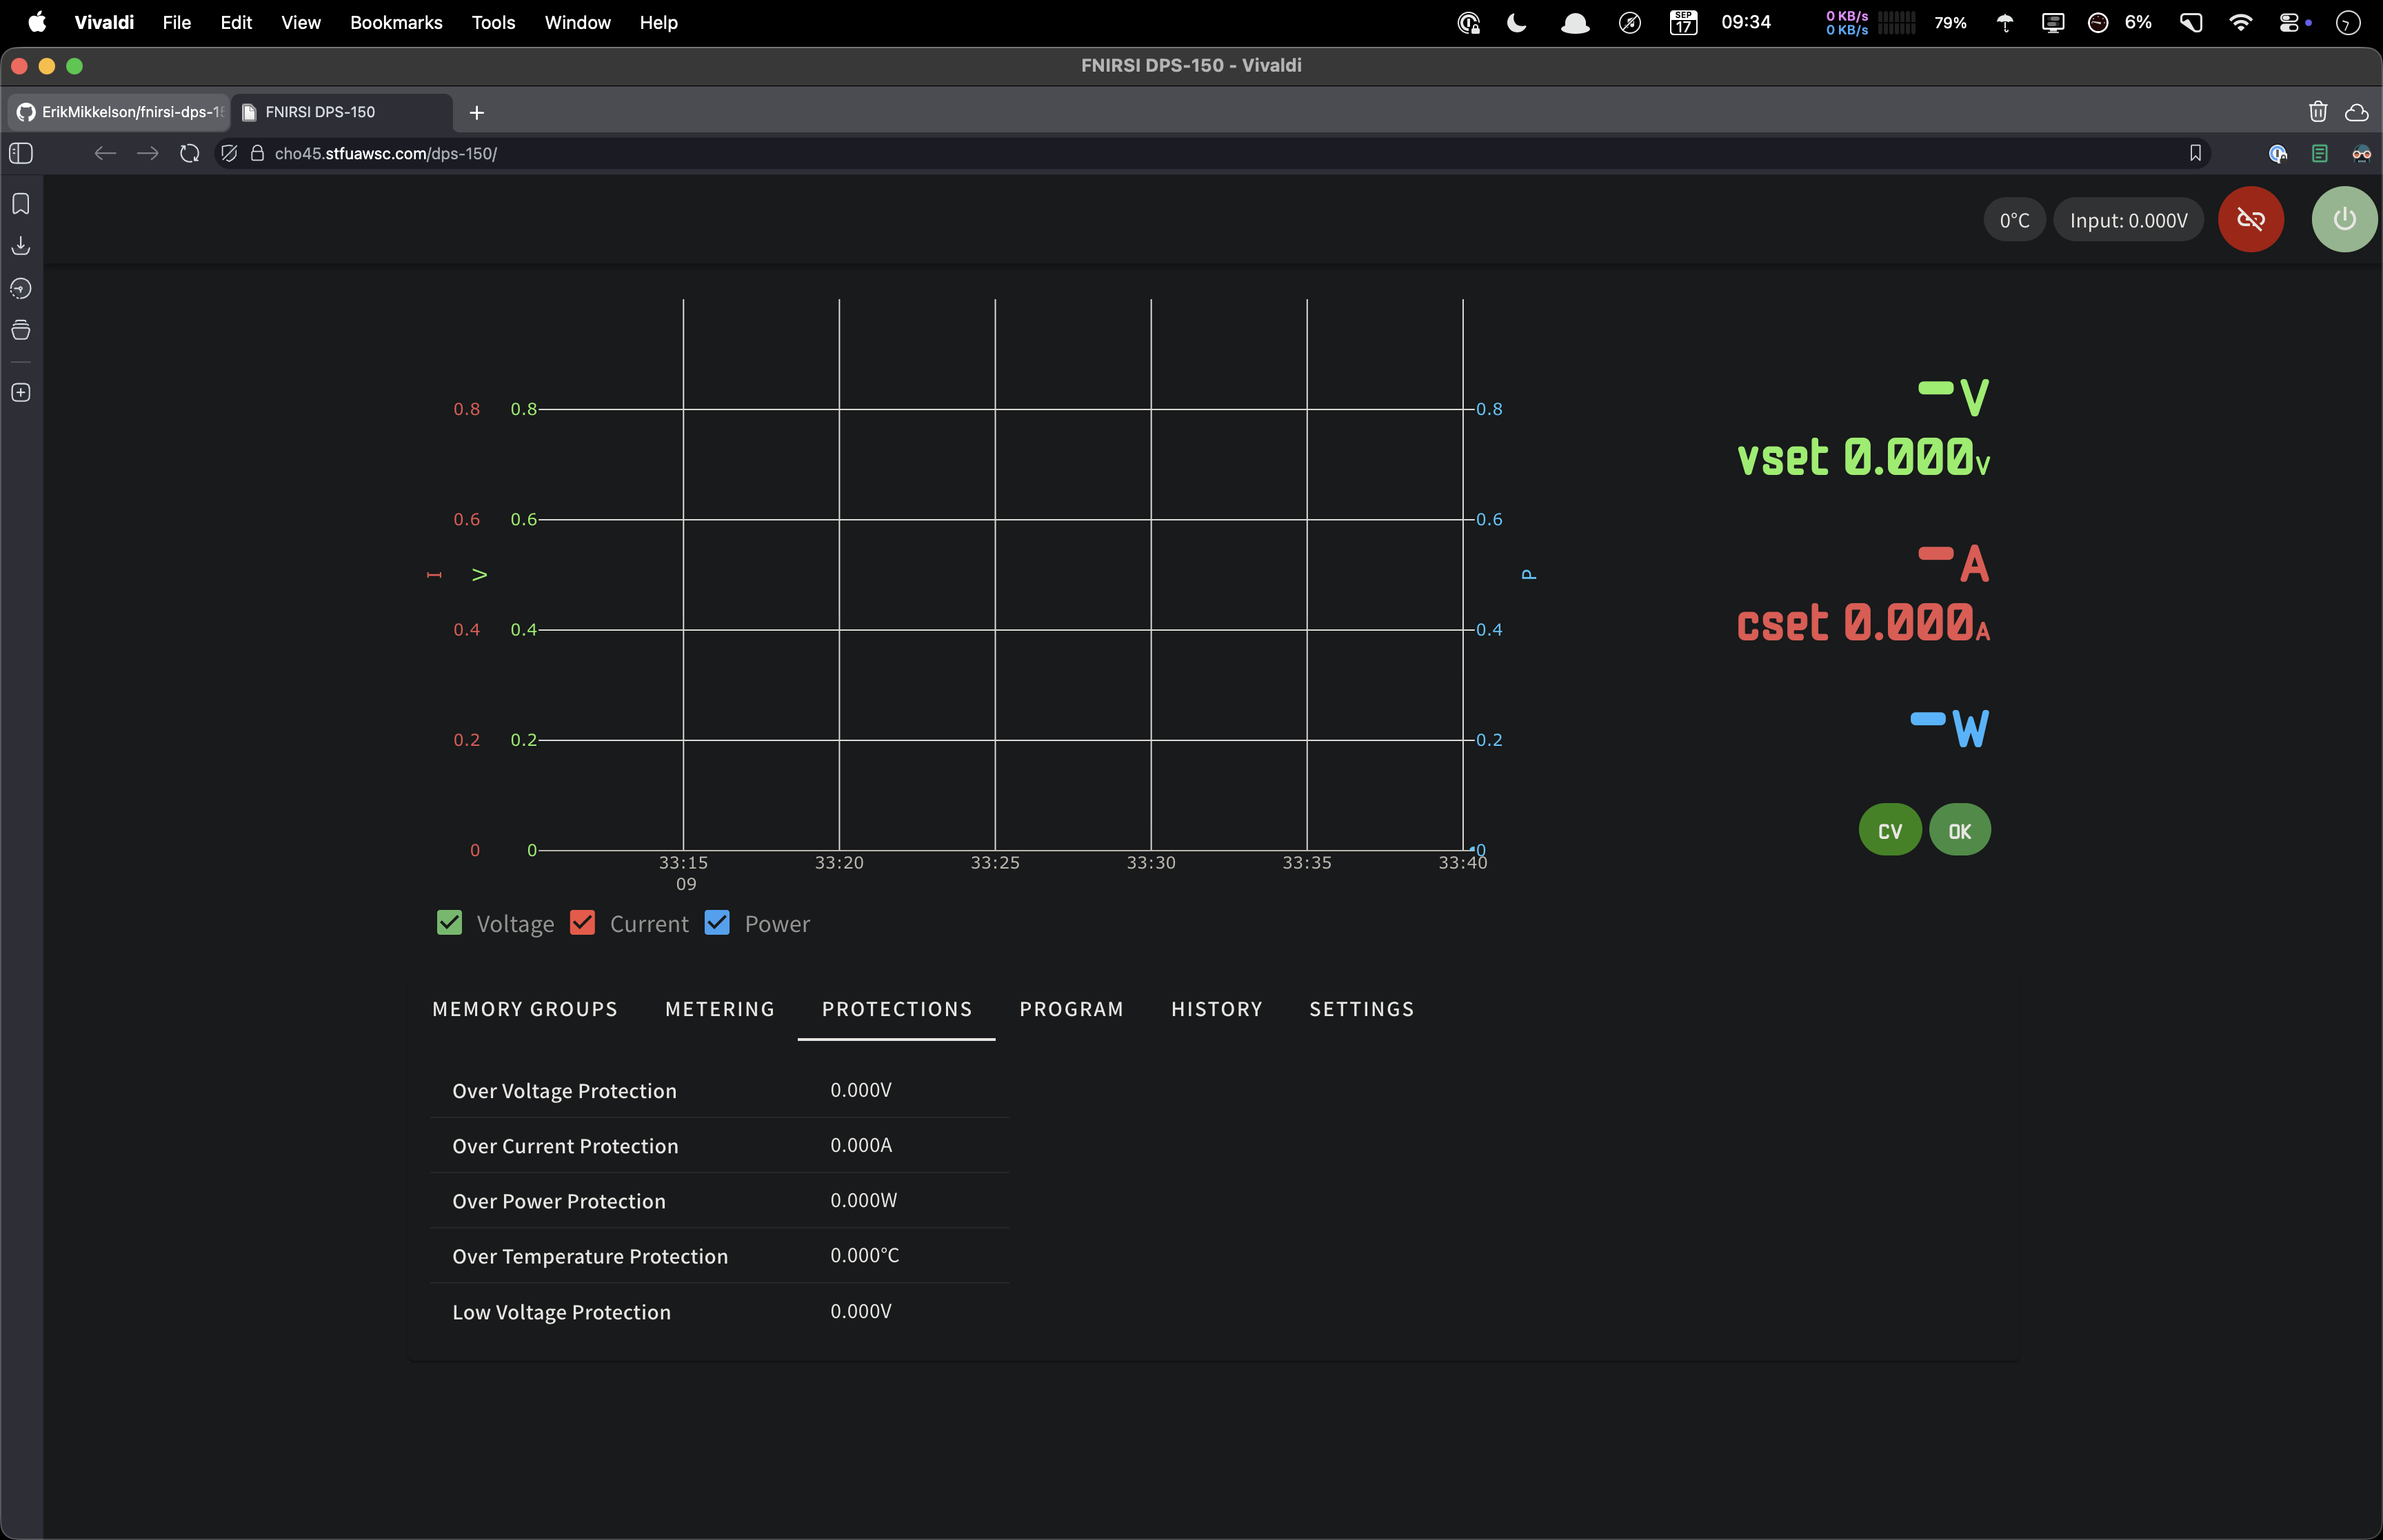 Vivaldi File Edit View Bookmarks Tools Window Help SEP 17 09:34 0 KB/s 0 KB/s 79% 6%
FNIRSI DPS-150 - Vivaldi
ErikMikkelson/fnirsi-dps-15 FNIRSI DPS-150
cho45.stfuawsc.com/dps-150/
0°C Input: 0.000V
0.8 0.8 0.8
0.6 0.6 0.6
I V P
0.4 0.4 0.4
0.2 0.2 0.2
0 0 0
33:15 33:20 33:25 33:30 33:35 33:40
09
V
vset 0.000V
A
cset 0.000A
W
CV OK
Voltage Current Power
MEMORY GROUPS METERING PROTECTIONS PROGRAM HISTORY SETTINGS
Over Voltage Protection 0.000V
Over Current Protection 0.000A
Over Power Protection 0.000W
Over Temperature Protection 0.000°C
Low Voltage Protection 0.000V